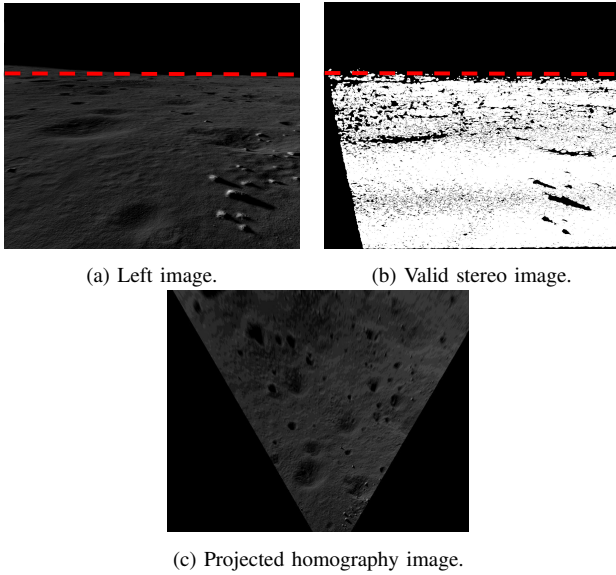 (a) Left image.
(b) Valid stereo image.
(c) Projected homography image.